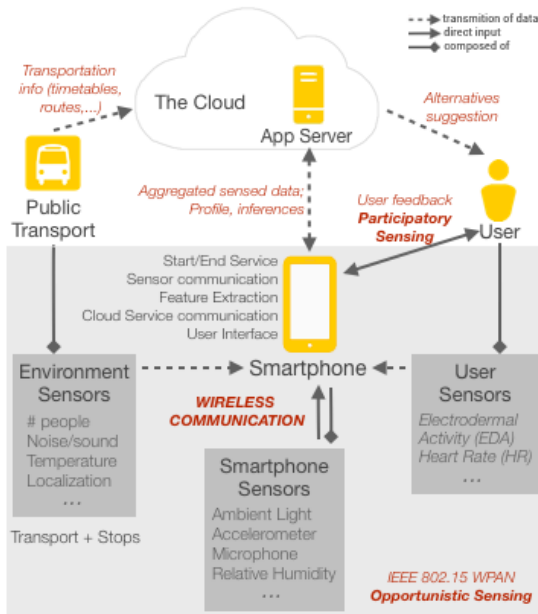 transmition of data
direct input
composed of
Transportation
info (timetables,
routes,...)
The Cloud
App Server
Alternatives
suggestion
Public
Transport
Aggregated sensed data;
Profile, inferences
User feedback
Participatory
Sensing
User
Start/End Service
Sensor communication
Feature Extraction
Cloud Service communication
User Interface
Smartphone
Environment
Sensors
# people
Noise/sound
Temperature
Localization
...
Transport + Stops
WIRELESS
COMMUNICATION
Smartphone
Sensors
Ambient Light
Accelerometer
Microphone
Relative Humidity
...
User
Sensors
Electrodermal
Activity (EDA)
Heart Rate (HR)
...
IEEE 802.15 WPAN
Opportunistic Sensing